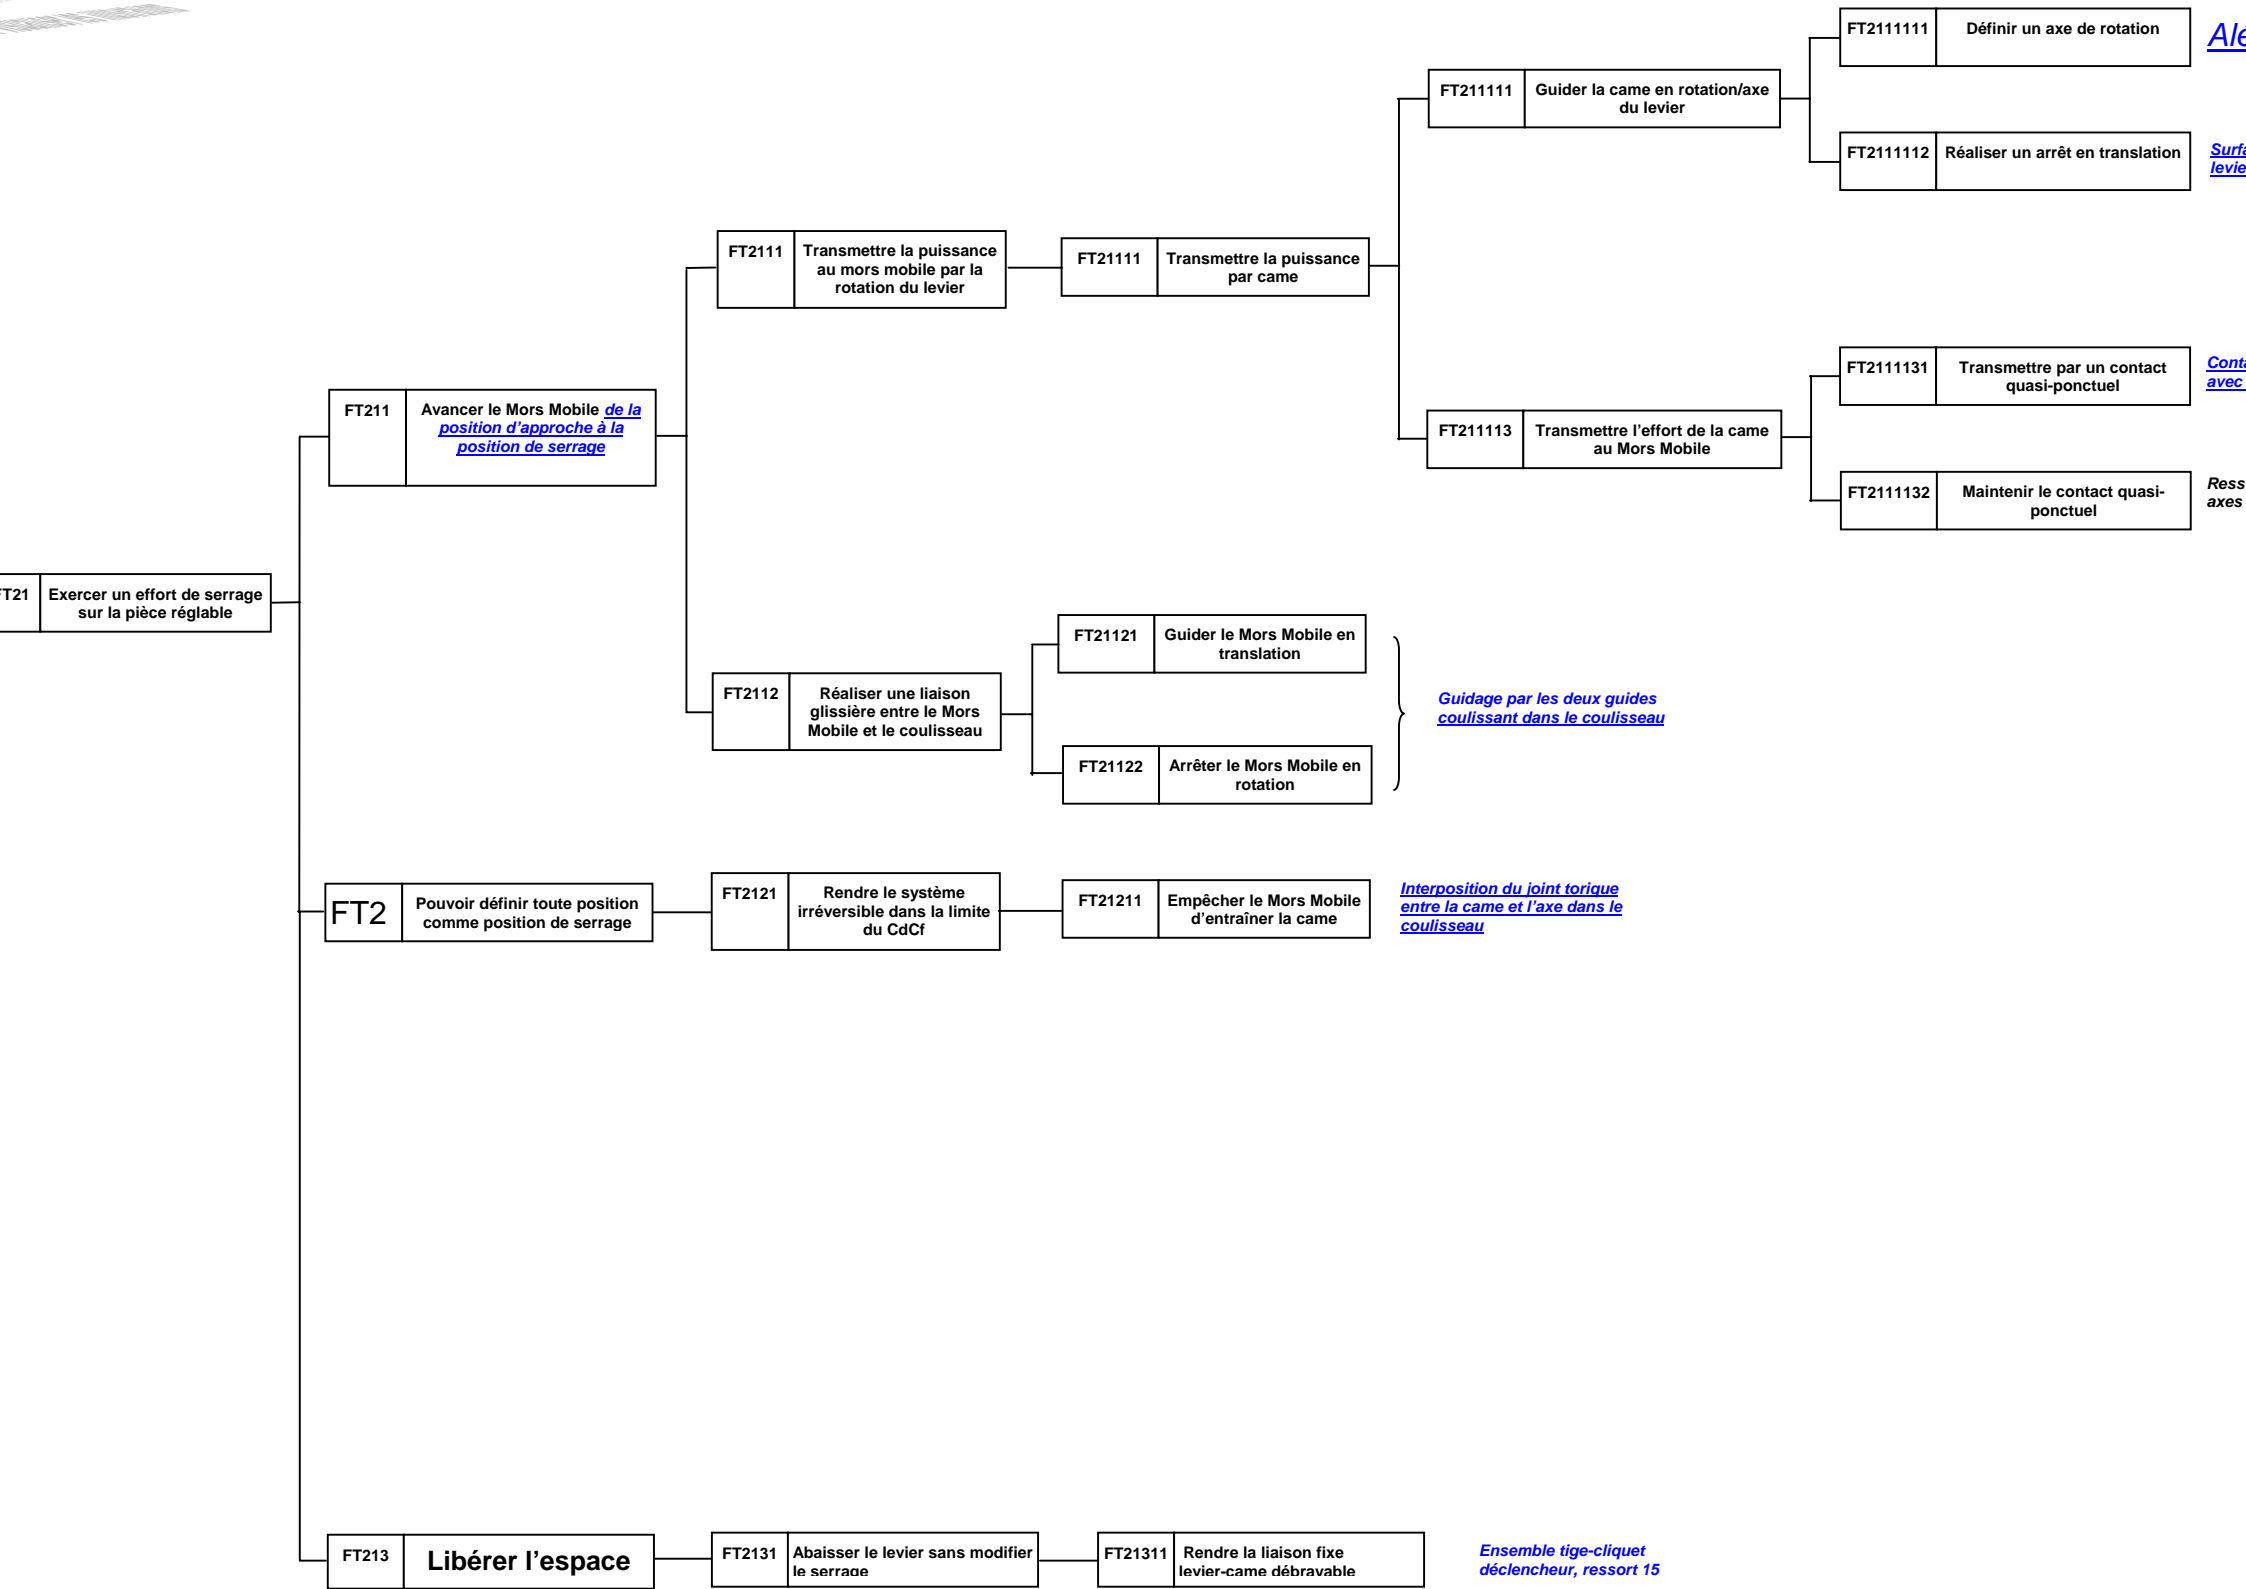 FT2111111 Définir un axe de rotation
FT211111 Guider la came en rotation/axe
du levier
FT2111112 Réaliser un arrêt en translation
FT2111 Transmettre la puissance
au mors mobile par la
rotation du levier
FT21111 Transmettre la puissance
par came
FT2111131 Transmettre par un contact
quasi-ponctuel
avec
FT211 Avancer le Mors Mobile de la
position d'approche à la
position de serrage
FT211113 Transmettre l'effort de la came
au Mors Mobile
FT2111132 Maintenir le contact quasi-
ponctuel
axes
FT21 Exercer un effort de serrage
sur la pièce réglable
FT21121 Guider le Mors Mobile en
translation
FT2112 Réaliser une liaison
glissière entre le Mors
Mobile et le coulisseau
Guidage par les deux guides
coulissant dans le coulisseau
FT21122 Arrêter le Mors Mobile en
rotation
FT2 Pouvoir définir toute position
comme position de serrage
FT2121 Rendre le système
irréversible dans la limite
du CdCf
FT21211 Empêcher le Mors Mobile
d'entraîner la came
Interposition du joint torique
entre la came et l'axe dans le
coulisseau
FT213 Libérer l'espace
FT2131 Abaisser le levier sans modifier
le serrage
FT21311 Rendre la liaison fixe
levier-came débrayable
Ensemble tige-cliquet
déclencheur, ressort 15